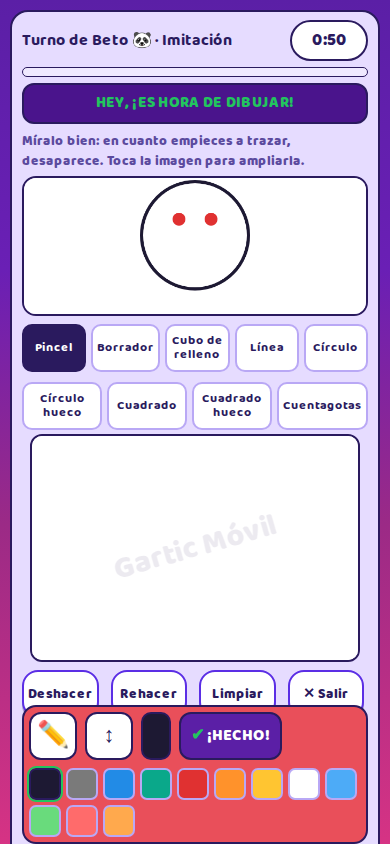 Turno de Beto 🐼 · Imitación
0:50
HEY, ¡ES HORA DE DIBUJAR!
Míralo bien: en cuanto empieces a trazar,
desaparece. Toca la imagen para ampliarla.
Pincel
Borrador
Cubo de
relleno
Línea
Círculo
Círculo
hueco
Cuadrado
Cuadrado
hueco
Cuentagotas
Gartic Móvil
Deshacer
Rehacer
Limpiar
✕ Salir
✔ ¡HECHO!